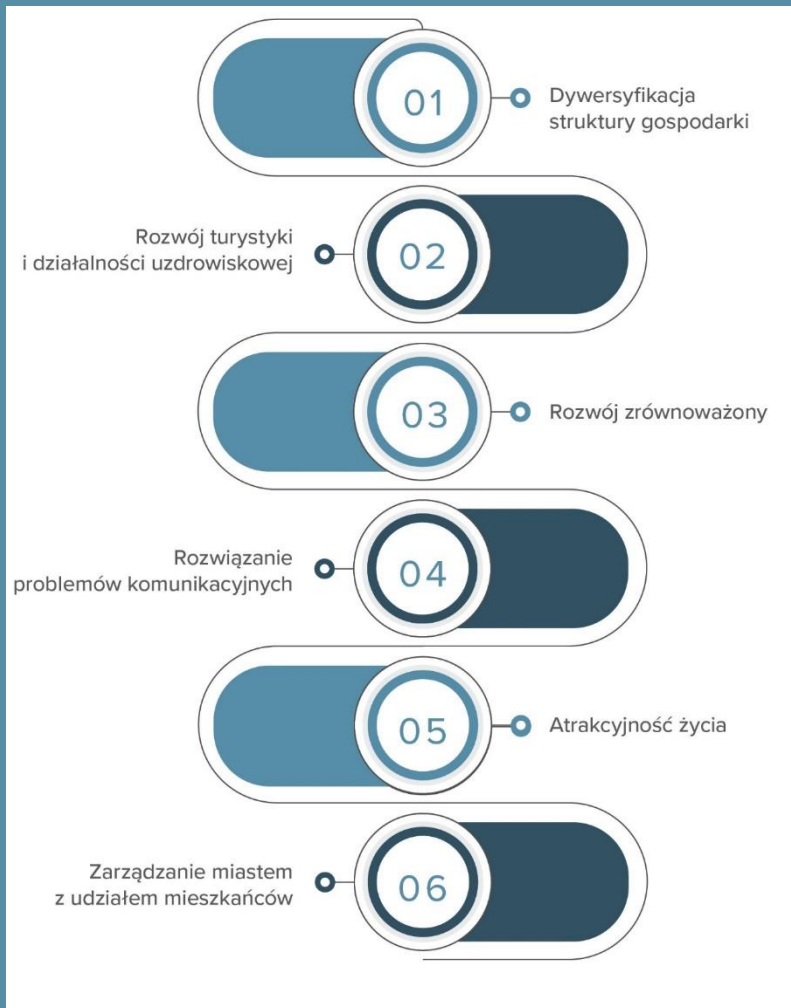 01
Dywersyfikacja
struktury gospodarki
Rozwój turystyki
i działalności uzdrowiskowej
02
03
Rozwój zrównoważony
Rozwiązanie
problemów komunikacyjnych
04
05
Atrakcyjność życia
Zarządzanie miastem
z udziałem mieszkańców
06